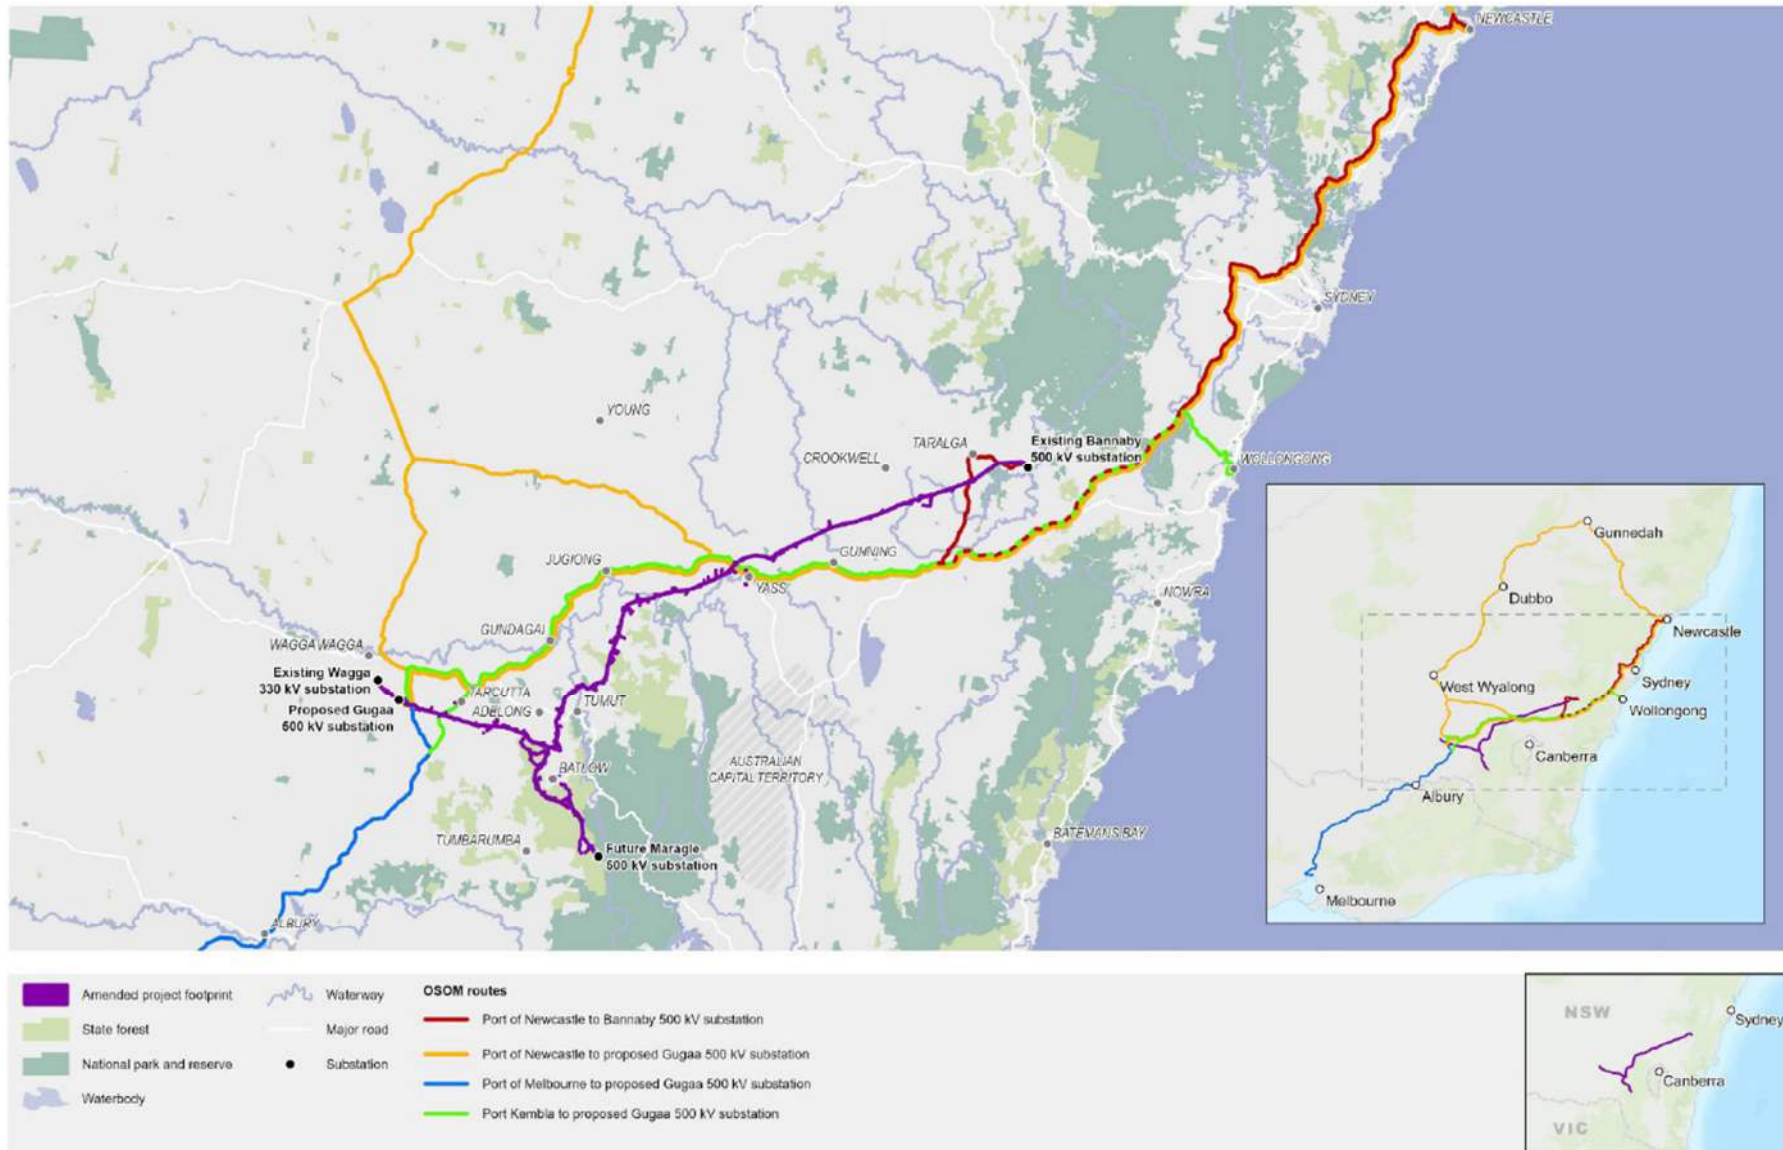 NEWCASTLE
SYDNEY
YOUNG
TARALGA
Existing Bannaby
500 kV substation
CROOKWELL
WOLLONGONG
JUGIONG
GUNNING
YASS
NOWRA
GUNDAGAI
WAGGA WAGGA
Existing Wagga
330 kV substation
Proposed Gugaa
500 kV substation
TARCUTTA
ADELONG
TUMUT
AUSTRALIAN
CAPITAL TERRITORY
BATLOW
TUMBARUMBA
Future Maragle
500 kV substation
BATEMANS BAY
ALBURY
Gunnedah
Dubbo
Newcastle
West Wyalong
Sydney
Wollongong
Canberra
Albury
Melbourne
Amended project footprint
State forest
National park and reserve
Waterbody
Waterway
Major road
Substation
OSOM routes
Port of Newcastle to Bannaby 500 kV substation
Port of Newcastle to proposed Gugaa 500 kV substation
Port of Melbourne to proposed Gugaa 500 kV substation
Port Kembla to proposed Gugaa 500 kV substation
NSW
Sydney
Canberra
VIC